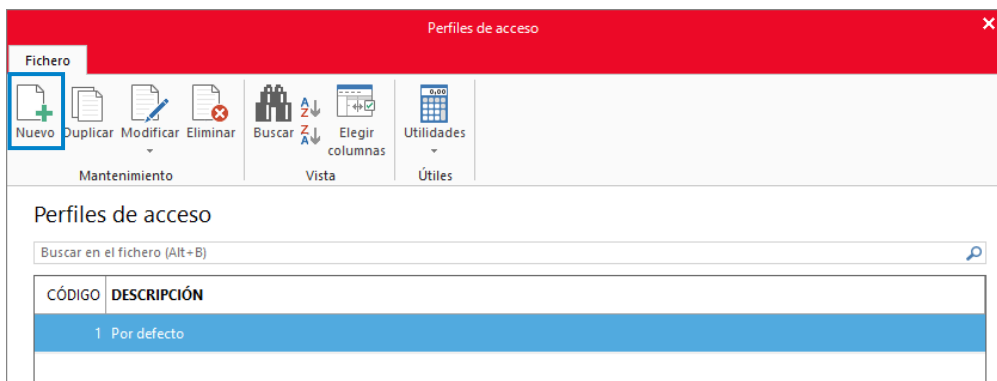 Perfiles de acceso
Fichero
Nuevo Duplicar Modificar Eliminar Buscar Elegir columnas Utilidades
Mantenimiento Vista Útiles
Perfiles de acceso
Buscar en el fichero (Alt+B)
CÓDIGO DESCRIPCIÓN
1 Por defecto